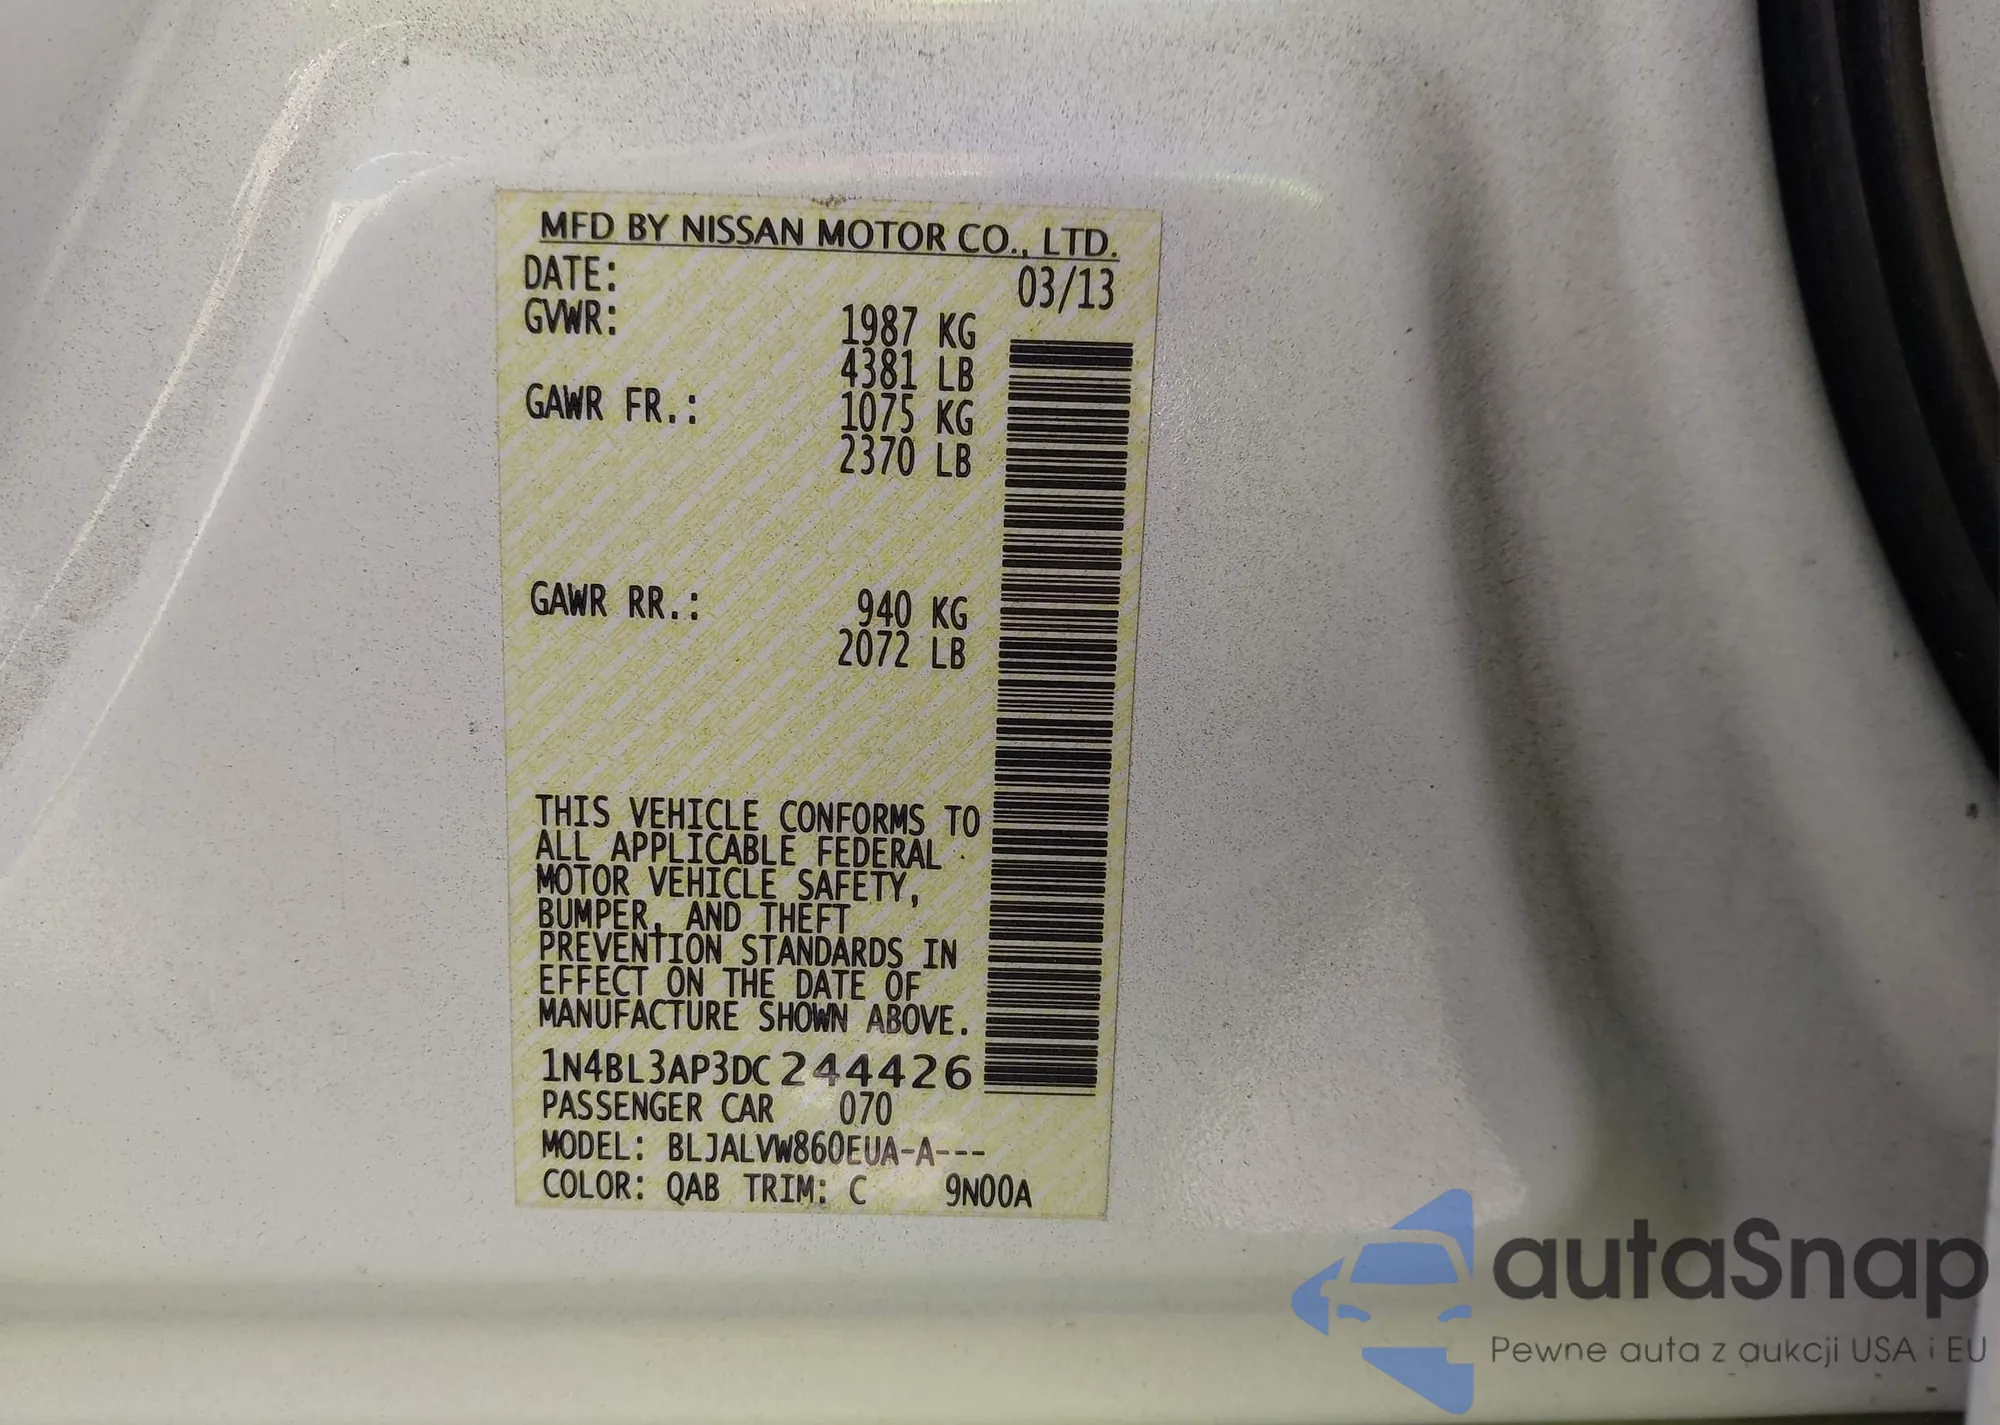 MFD BY NISSAN MOTOR CO., LTD.
DATE: 03/13
GVWR: 1987 KG
4381 LB
GAWR FR.: 1075 KG
2370 LB
GAWR RR.: 940 KG
2072 LB
THIS VEHICLE CONFORMS TO
ALL APPLICABLE FEDERAL
MOTOR VEHICLE SAFETY,
BUMPER, AND THEFT
PREVENTION STANDARDS IN
EFFECT ON THE DATE OF
MANUFACTURE SHOWN ABOVE.
1N4BL3AP3DC244426
PASSENGER CAR 070
MODEL: BLJALVW860EUA-A---
COLOR: QAB TRIM: C 9N00A
autaSnap
Pewne auta z aukcji USA i EU